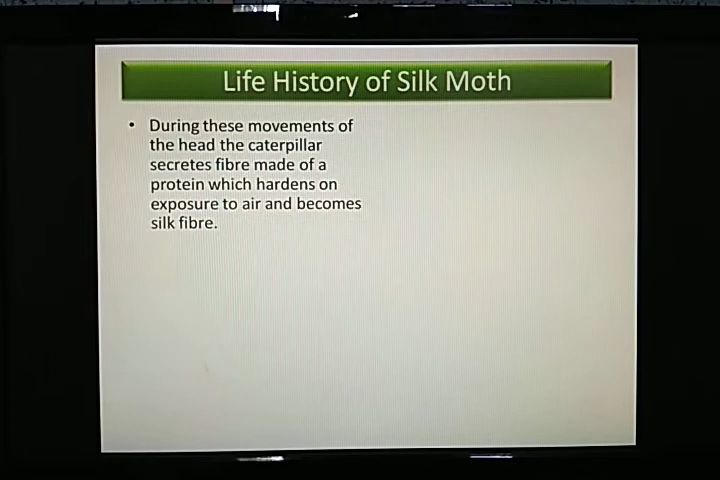 Life History of Silk Moth
• During these movements of
the head the caterpillar
secretes fibre made of a
protein which hardens on
exposure to air and becomes
silk fibre.